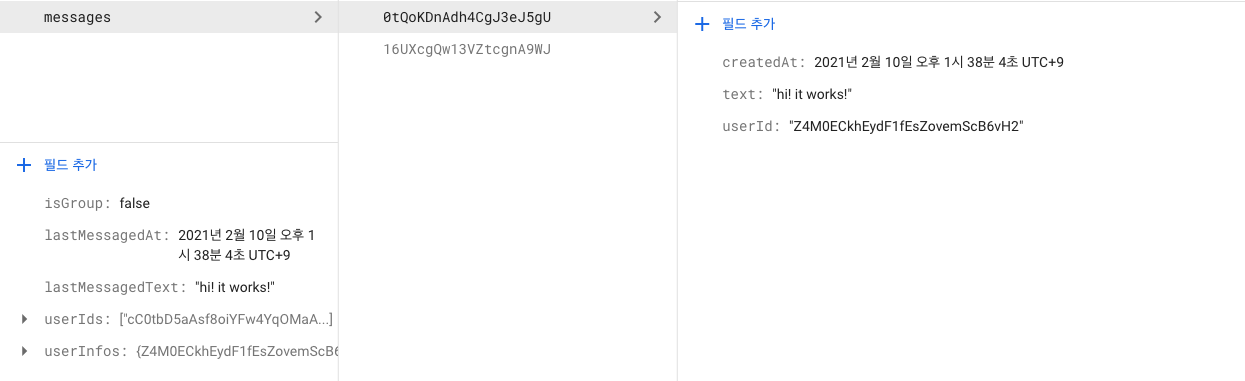 messages
필드 추가
isGroup: false
lastMessagedAt: 2021년 2월 10일 오후 1
시 38분 4초 UTC+9
lastMessagedText: "hi! it works!"
userIds: ["cC0tbD5aAsf8oiYFw4YqOMaA...]
userInfos: {Z4M0ECkhEydF1fEsZovemScB6
0tQoKDnAdh4CgJ3eJ5gU
16UXcgQw13VZtcgnA9WJ
필드 추가
createdAt: 2021년 2월 10일 오후 1시 38분 4초 UTC+9
text: "hi! it works!"
userId: "Z4M0ECkhEydF1fEsZovemScB6vH2"